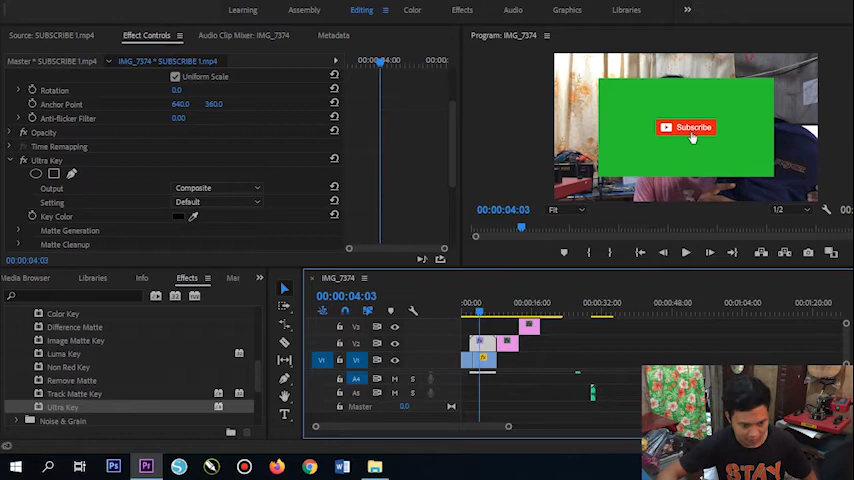 Learning Assembly Editing Color Effects Audio Graphics Libraries
Source: SUBSCRIBE 1.mp4 Effect Controls Audio Clip Mixer: IMG_7374 Metadata
Program: IMG_7374
Master * SUBSCRIBE 1.mp4 IMG_7374 * SUBSCRIBE 1.mp4
00:00:04:00 00:00:
Uniform Scale
Rotation 0.0
Anchor Point 640.0 360.0
Anti-flicker Filter 0.00
fx Opacity
Time Remapping
fx Ultra Key
Output Composite
Setting Default
Key Color
Matte Generation
Matte Cleanup
00:00:04:03
Subscribe
00:00:04:03 Fit 1/2
Media Browser Libraries Info Effects Mar
Color Key
Difference Matte
Image Matte Key
Luma Key
Non Red Key
Remove Matte
Track Matte Key
Ultra Key
Noise & Grain
IMG_7374
00:00:04:03
:00:00 00:00:16:00 00:00:32:00 00:00:48:00 00:01:04:00 00:01:20:00
V3
V2
V1 V1
A4 M S
A5 M S
A6 M S
Master 0.0
Ps Pr W
STAY